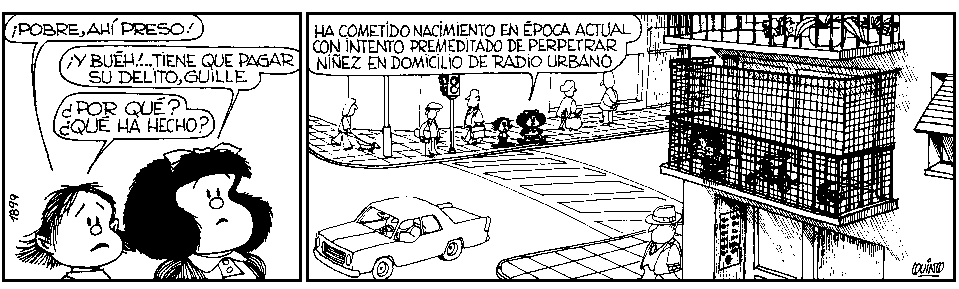 ¡POBRE, AHÍ PRESO!
¡Y BUÉH!...TIENE QUE PAGAR
SU DELITO, GUILLE
¿POR QUÉ?
¿QUÉ HA HECHO?
1899
HA COMETIDO NACIMIENTO EN ÉPOCA ACTUAL
CON INTENTO PREMEDITADO DE PERPETRAR
NIÑEZ EN DOMICILIO DE RADIO URBANO
QUINO